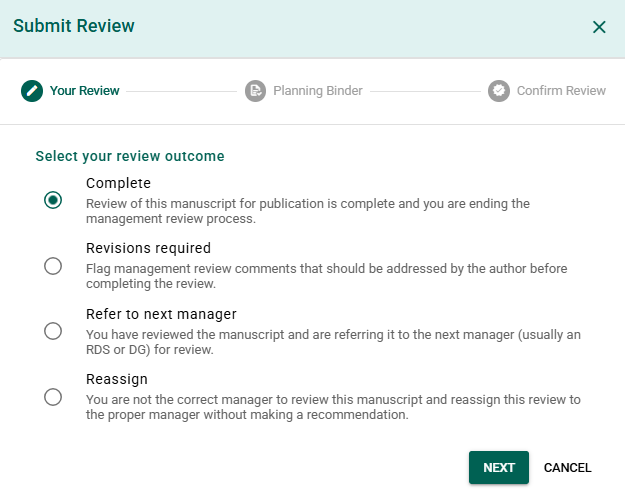 Submit Review
Your Review
Planning Binder
Confirm Review
Select your review outcome
Complete
Review of this manuscript for publication is complete and you are ending the
management review process.
Revisions required
Flag management review comments that should be addressed by the author before
completing the review.
Refer to next manager
You have reviewed the manuscript and are referring it to the next manager (usually an
RDS or DG) for review.
Reassign
You are not the correct manager to review this manuscript and reassign this review to
the proper manager without making a recommendation.
NEXT
CANCEL